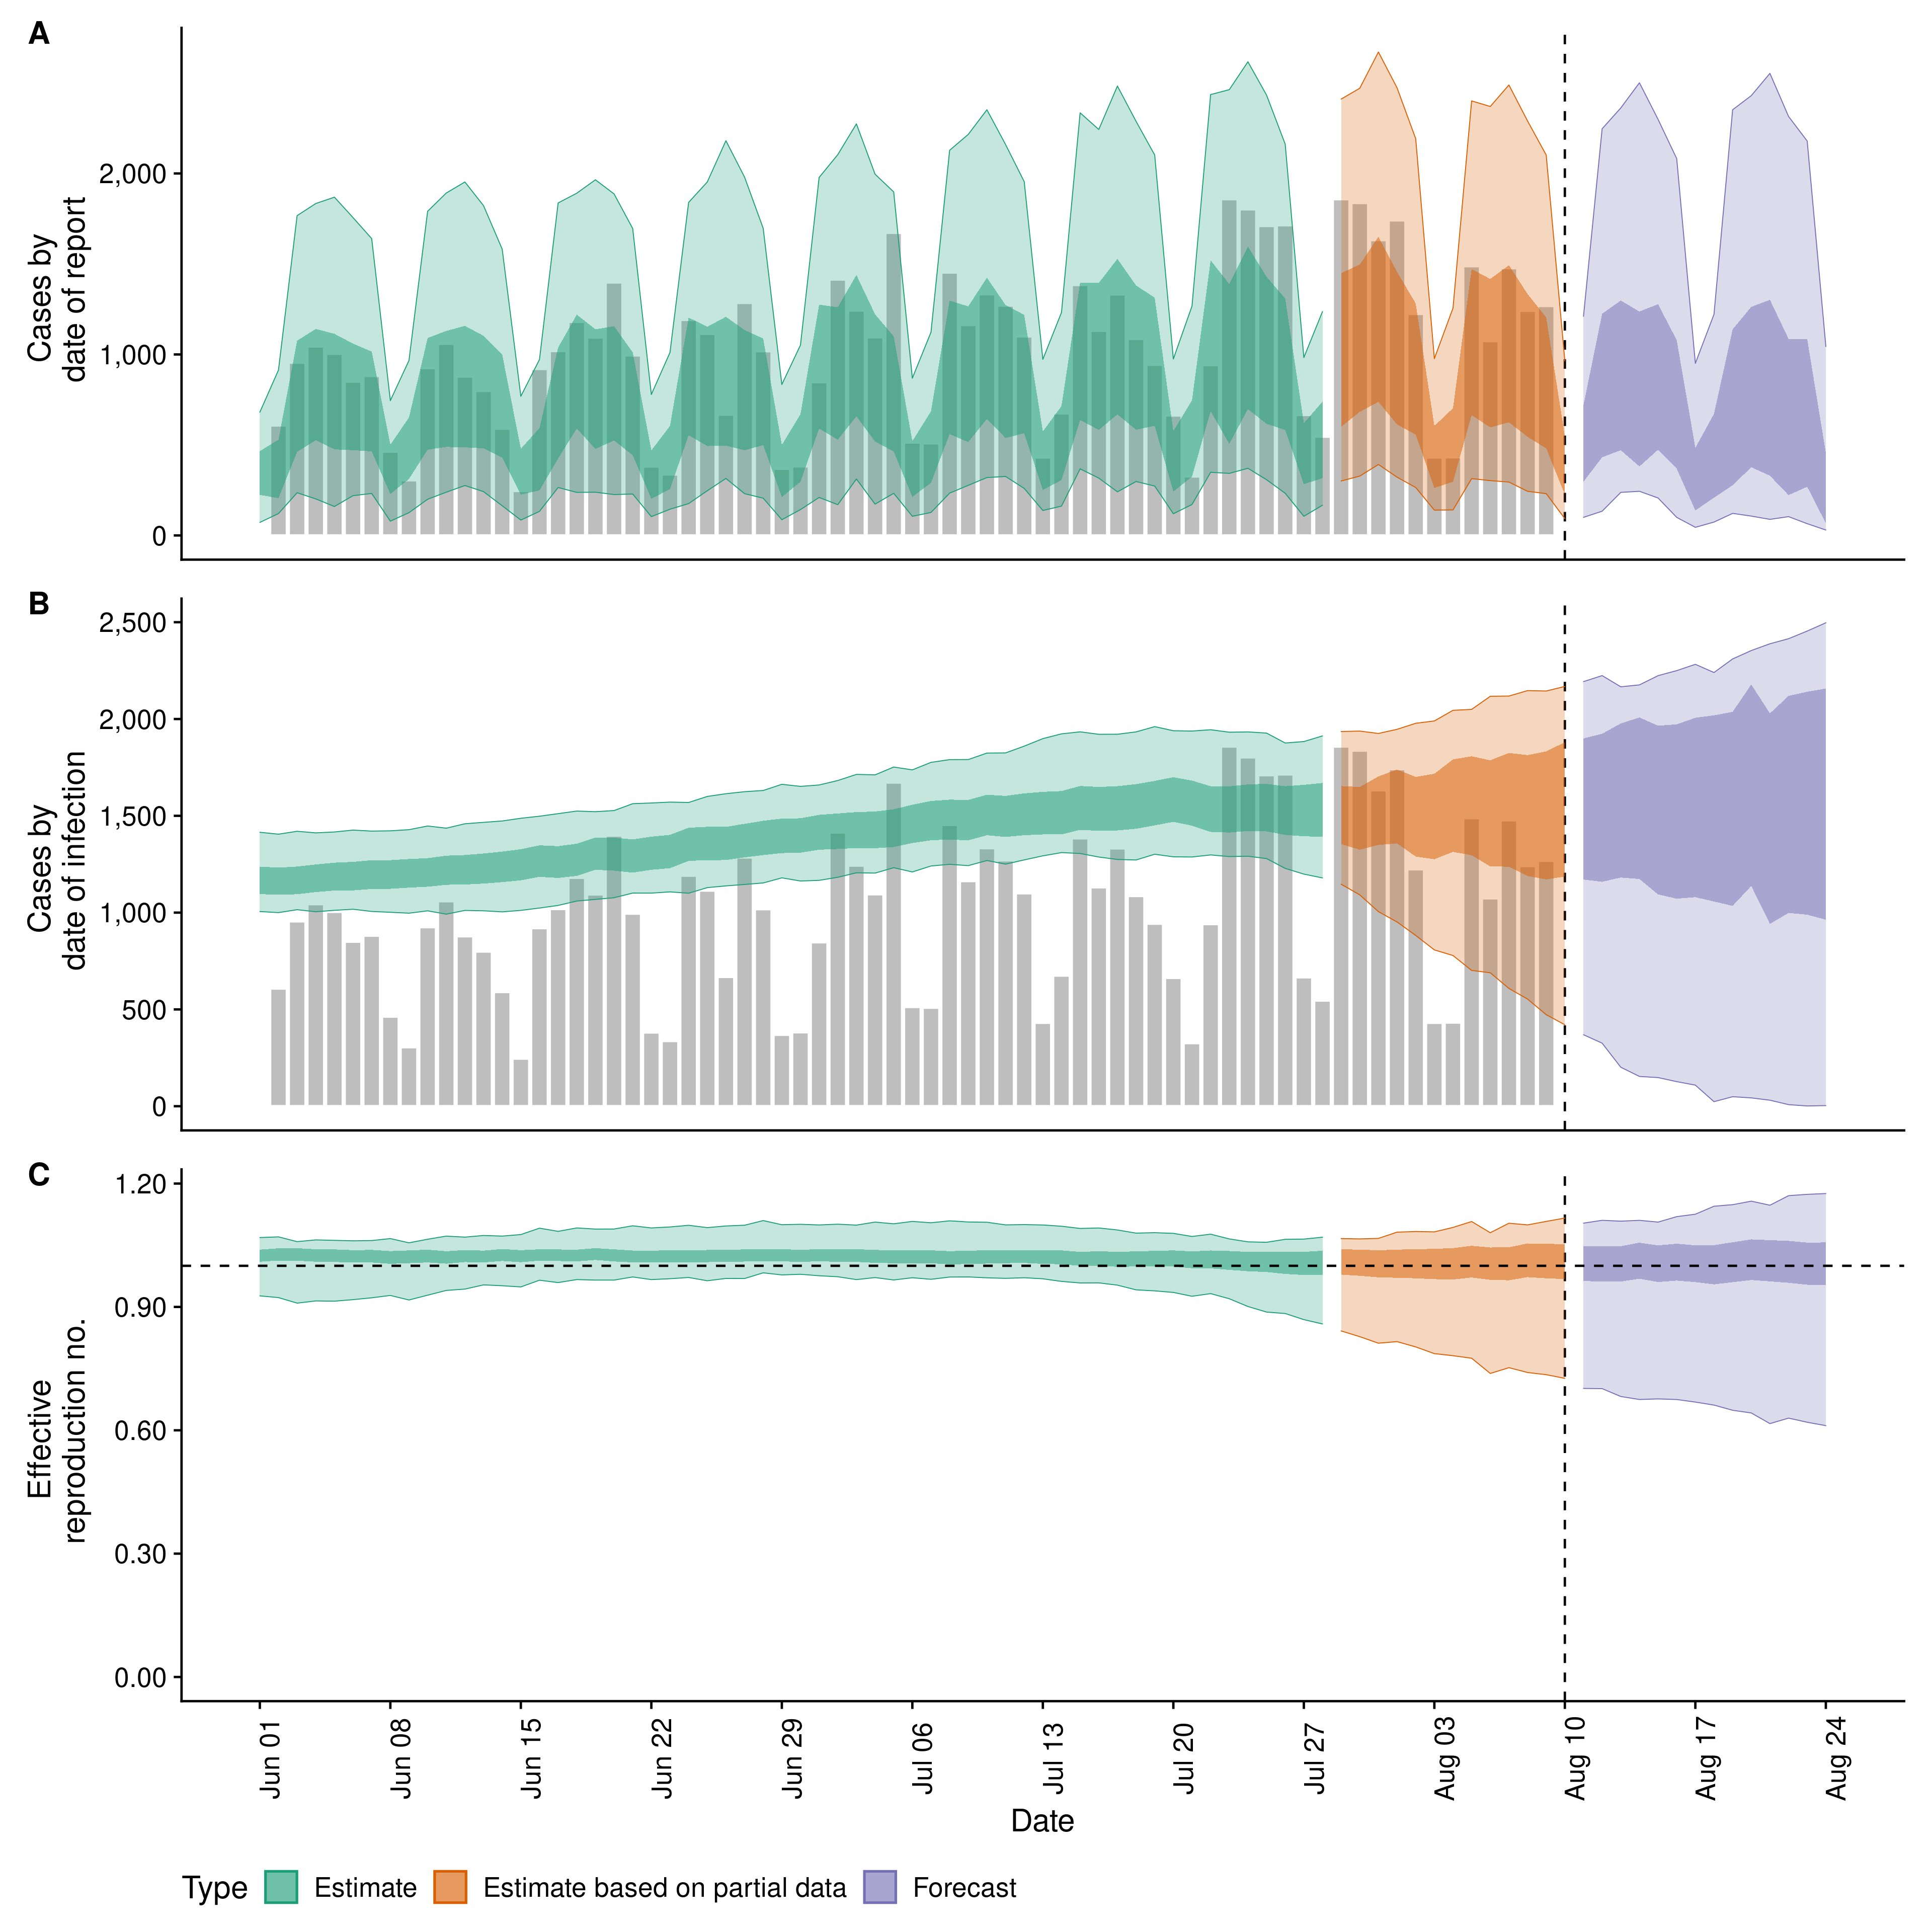 A
Cases by
date of report
2,000
1,000
0
B
Cases by
date of infection
2,500
2,000
1,500
1,000
500
0
C
Effective
reproduction no.
1.20
0.90
0.60
0.30
0.00
Jun 01
Jun 08
Jun 15
Jun 22
Jun 29
Jul 06
Jul 13
Jul 20
Jul 27
Aug 03
Aug 10
Aug 17
Aug 24
Date
Type Estimate Estimate based on partial data Forecast